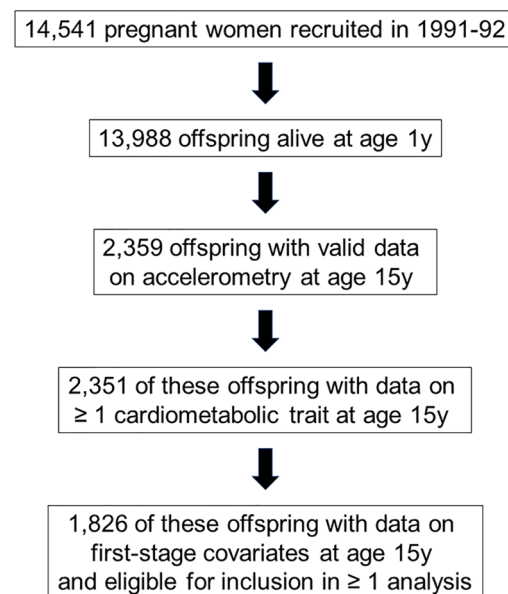 14,541 pregnant women recruited in 1991-92
13,988 offspring alive at age 1y
2,359 offspring with valid data
on accelerometry at age 15y
2,351 of these offspring with data on
≥ 1 cardiometabolic trait at age 15y
1,826 of these offspring with data on
first-stage covariates at age 15y
and eligible for inclusion in ≥ 1 analysis